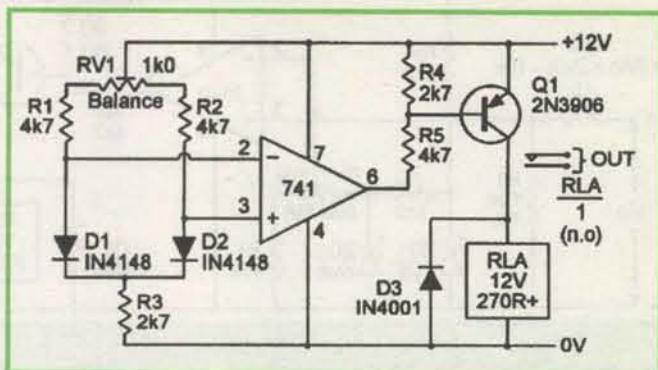 +12V
RV1 1k0
Balance
R1
4k7
R2
4k7
R4
2k7
Q1
2N3906
R5
4k7
2
−
7
741
6
3
+
4
OUT
RLA
1
(n.o)
D1
IN4148
D2
IN4148
D3
IN4001
RLA
12V
270R+
R3
2k7
0V